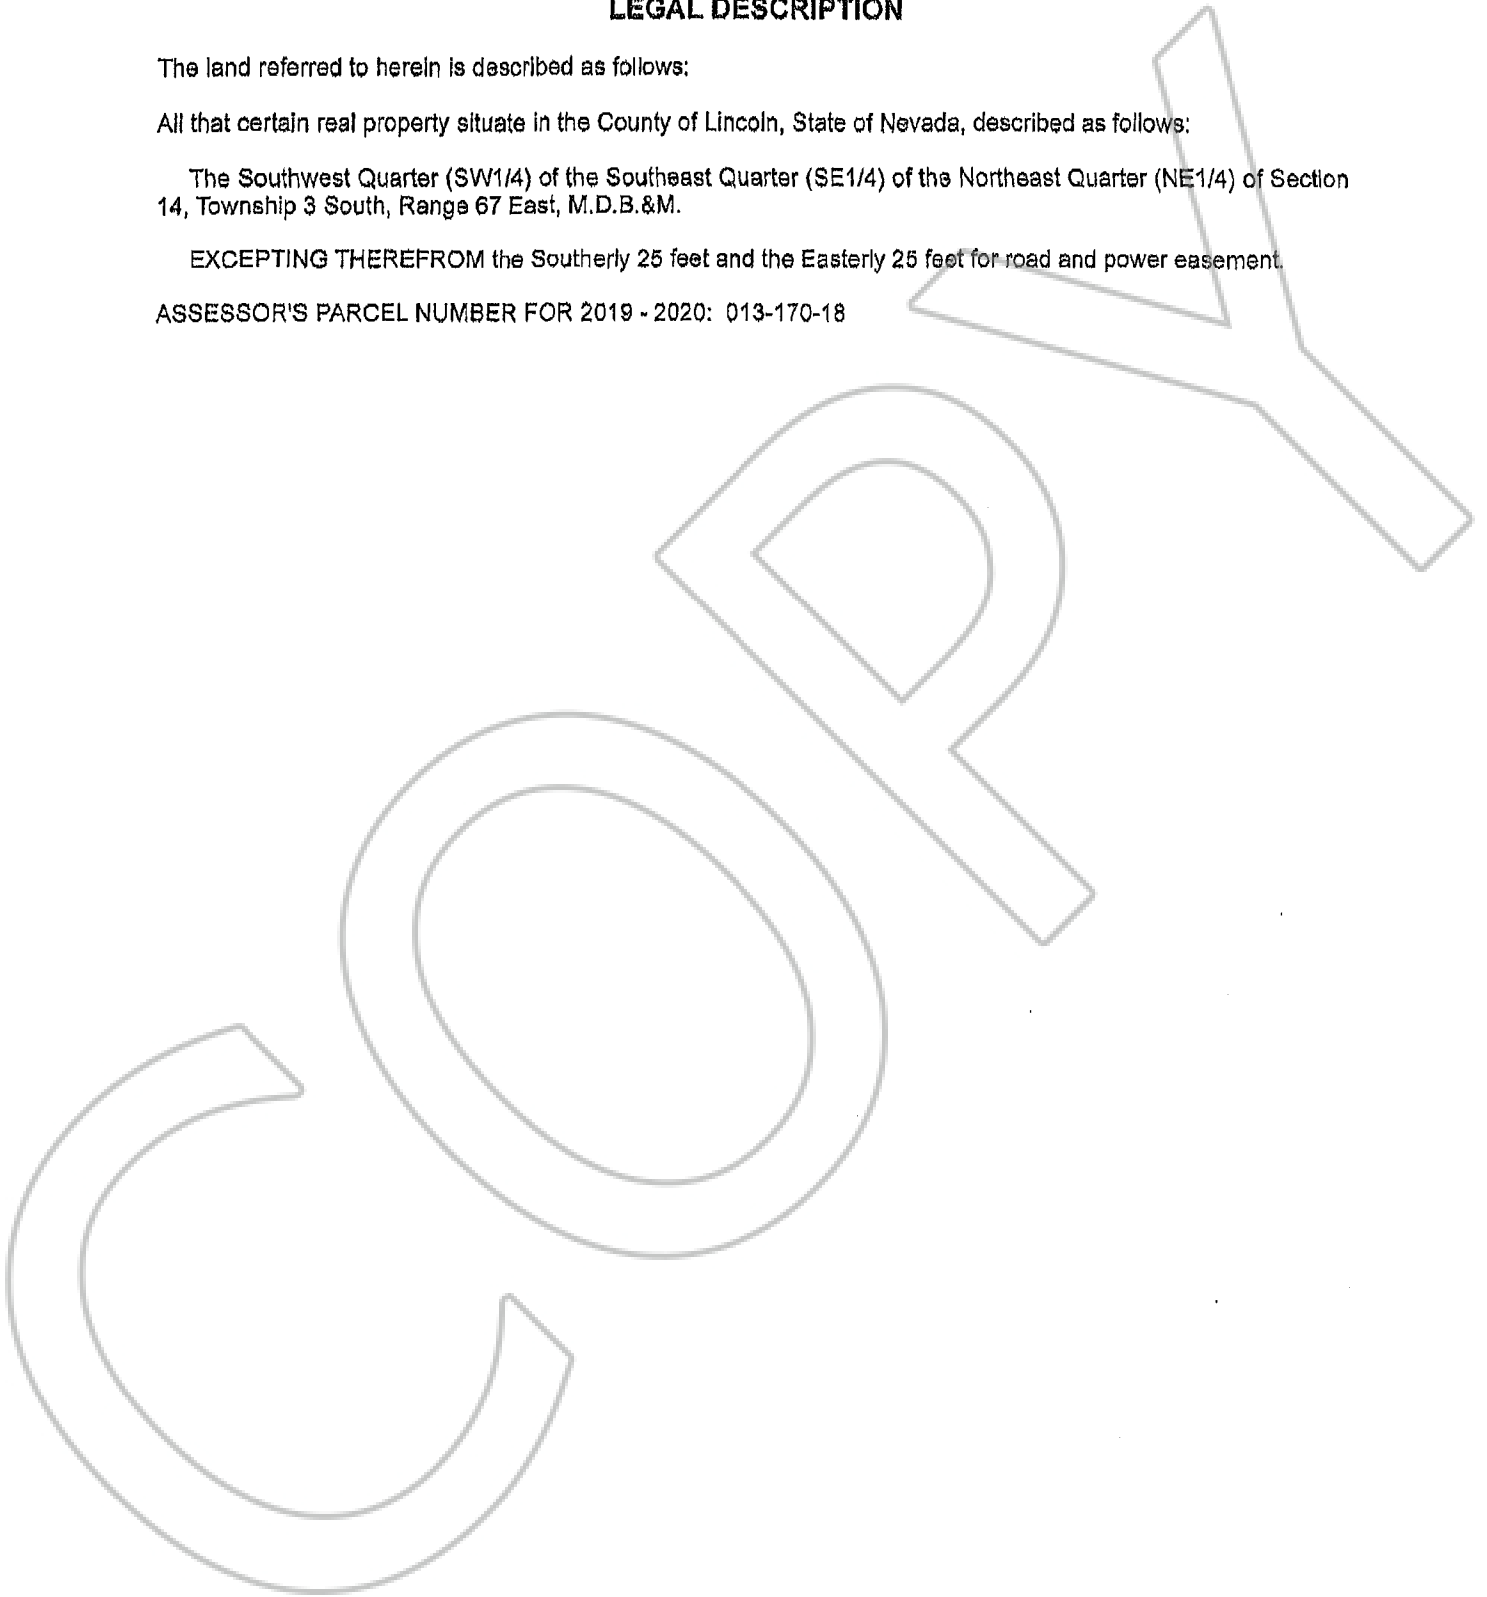 LEGAL DESCRIPTION
The land referred to herein is described as follows:
All that certain real property situate in the County of Lincoln, State of Nevada, described as follows:
The Southwest Quarter (SW1/4) of the Southeast Quarter (SE1/4) of the Northeast Quarter (NE1/4) of Section
14, Township 3 South, Range 67 East, M.D.B.&M.
EXCEPTING THEREFROM the Southerly 25 feet and the Easterly 25 feet for road and power easement.
ASSESSOR'S PARCEL NUMBER FOR 2019 - 2020: 013-170-18
COPY